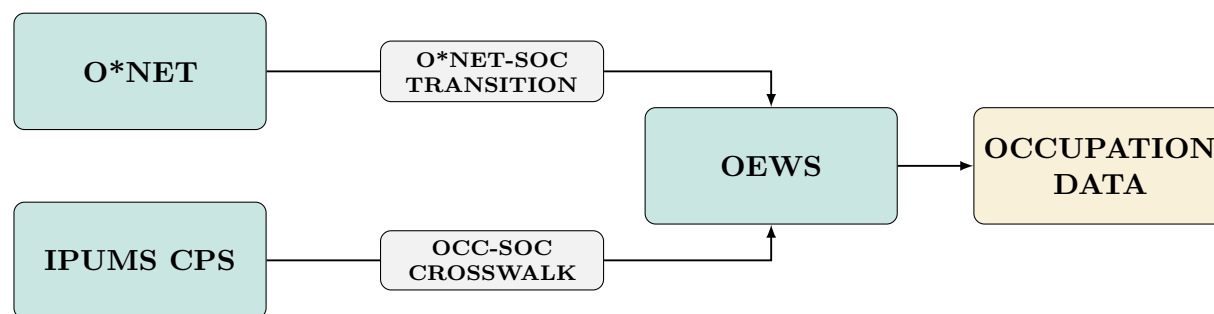 O*NET
O*NET-SOC
TRANSITION
OEWS
OCCUPATION
DATA
IPUMS CPS
OCC-SOC
CROSSWALK